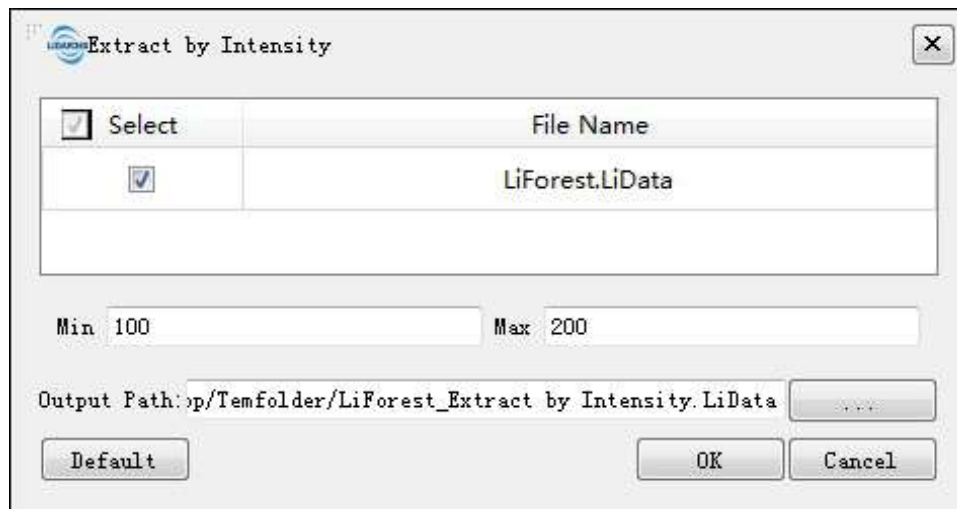 Extract by Intensity
Select File Name
LiForest.LiData
Min 100 Max 200
Output Path: op/Temfolder/LiForest_Extract by Intensity.LiData ...
Default OK Cancel